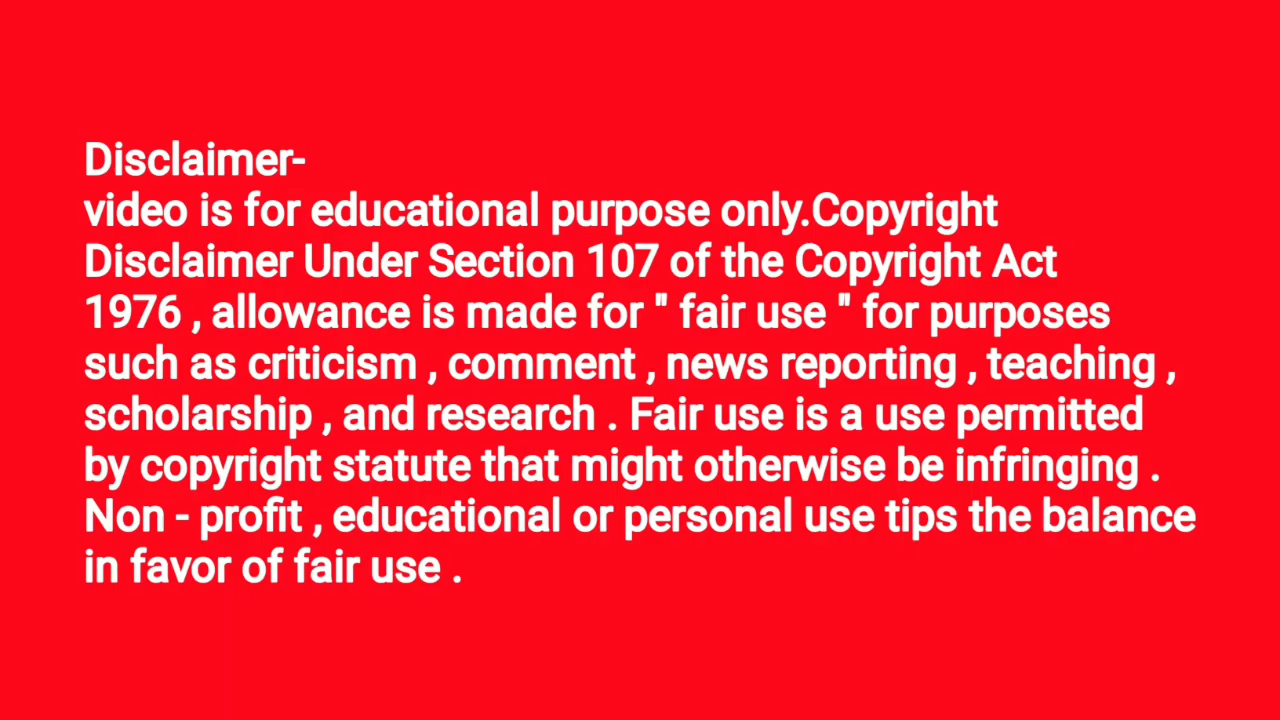 Disclaimer-
video is for educational purpose only.Copyright
Disclaimer Under Section 107 of the Copyright Act
1976 , allowance is made for " fair use " for purposes
such as criticism , comment , news reporting , teaching ,
scholarship , and research . Fair use is a use permitted
by copyright statute that might otherwise be infringing .
Non - profit , educational or personal use tips the balance
in favor of fair use .